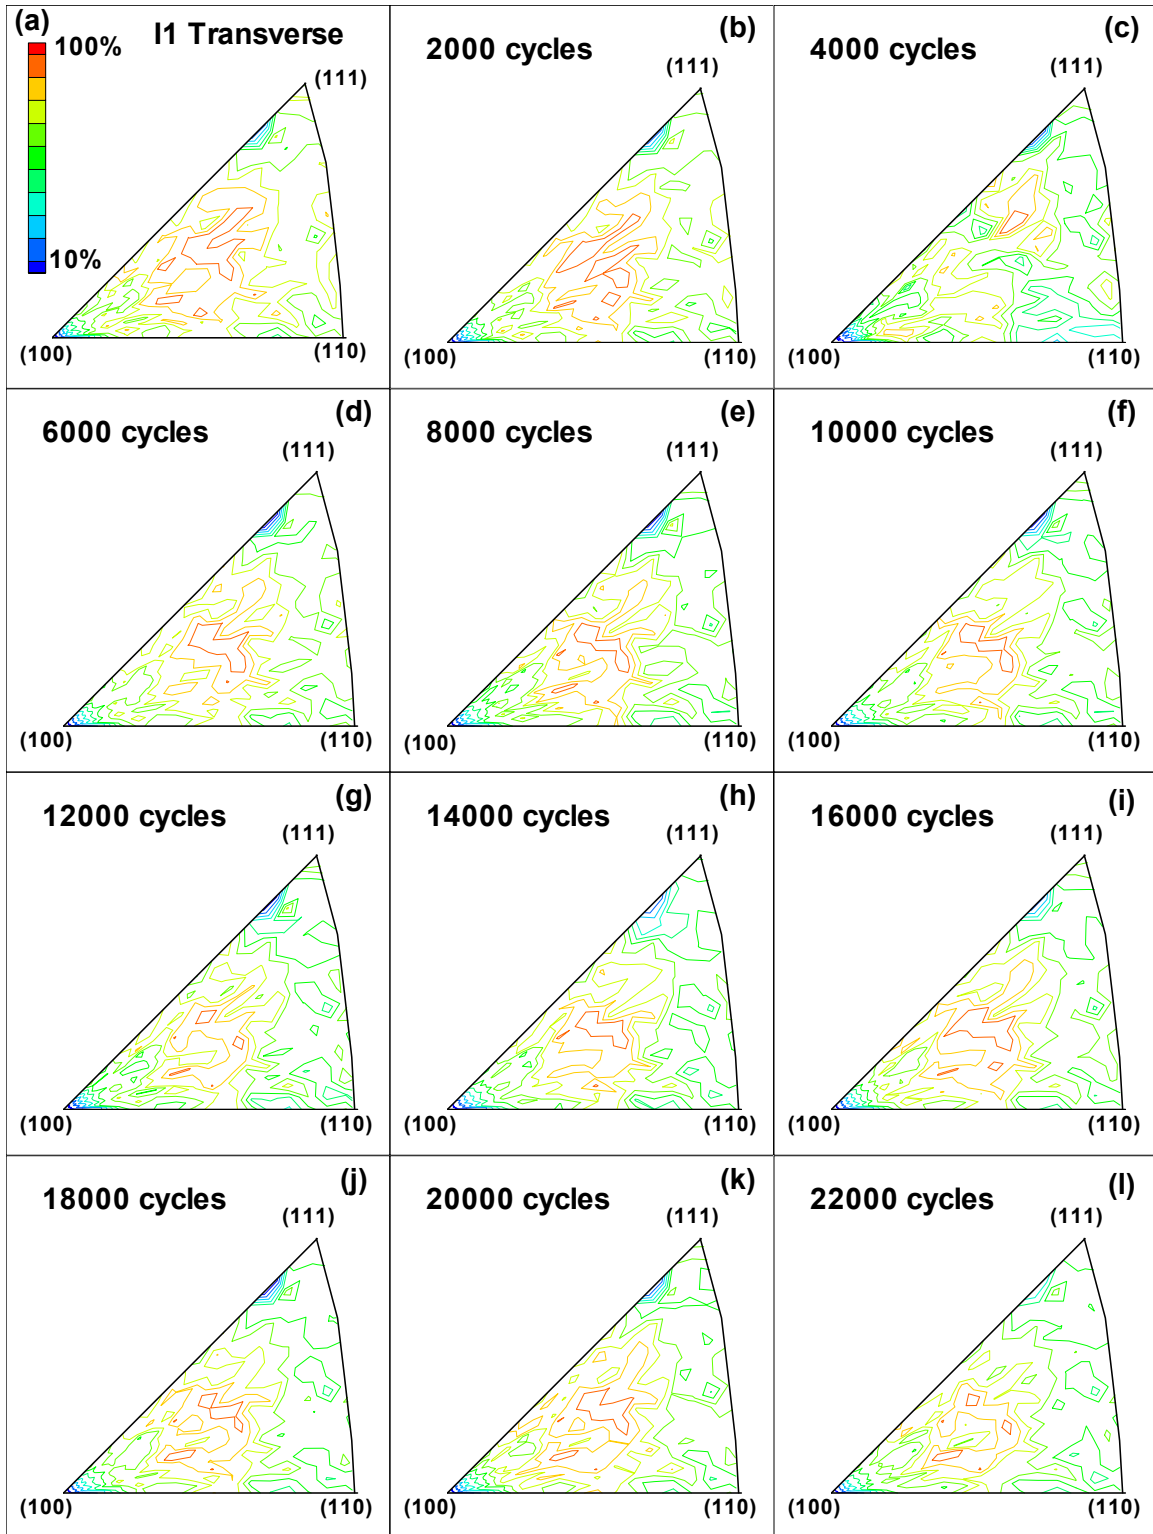 (a)
I1 Transverse
100%
10%
(111)
(100)
(110)
(b)
2000 cycles
(111)
(100)
(110)
(c)
4000 cycles
(111)
(100)
(110)
(d)
6000 cycles
(111)
(100)
(110)
(e)
8000 cycles
(111)
(100)
(110)
(f)
10000 cycles
(111)
(100)
(110)
(g)
12000 cycles
(111)
(100)
(110)
(h)
14000 cycles
(111)
(100)
(110)
(i)
16000 cycles
(111)
(100)
(110)
(j)
18000 cycles
(111)
(100)
(110)
(k)
20000 cycles
(111)
(100)
(110)
(l)
22000 cycles
(111)
(100)
(110)